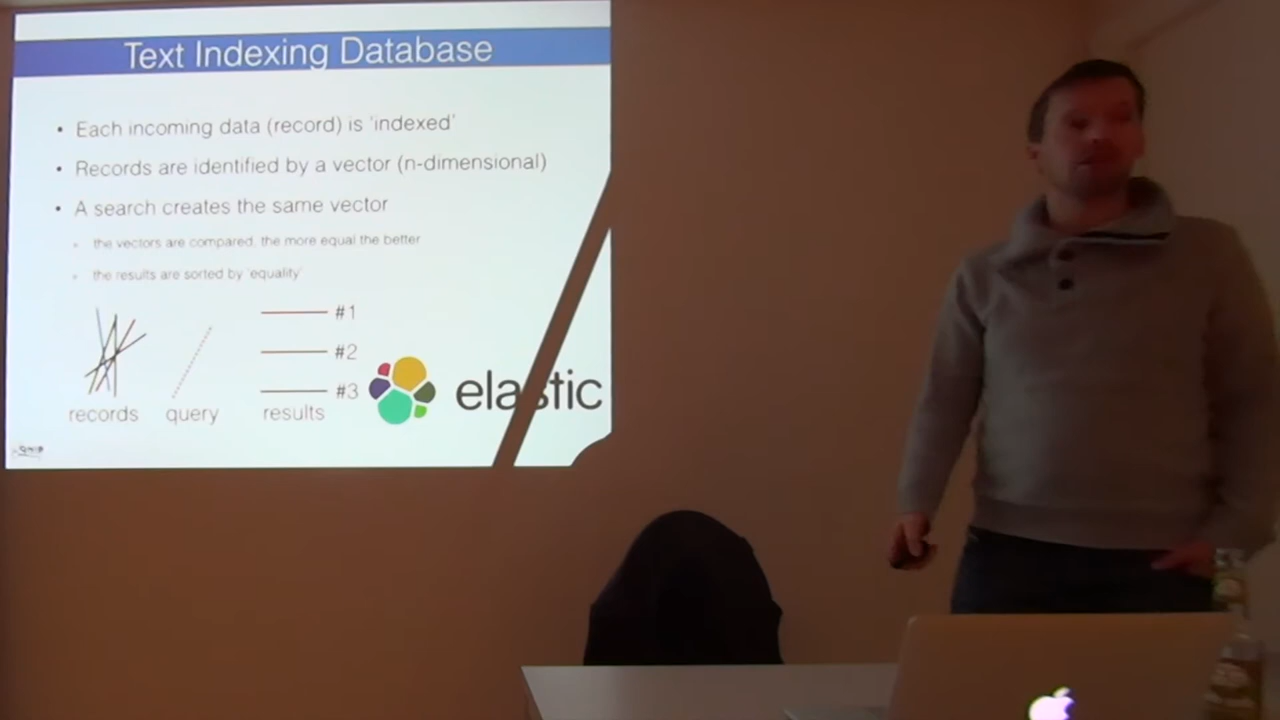 Text Indexing Database
• Each incoming data (record) is 'indexed'
• Records are identified by a vector (n-dimensional)
• A search creates the same vector
• the vectors are compared, the more equal the better
• the results are sorted by 'equality'
#1
#2
#3
records query results
elastic